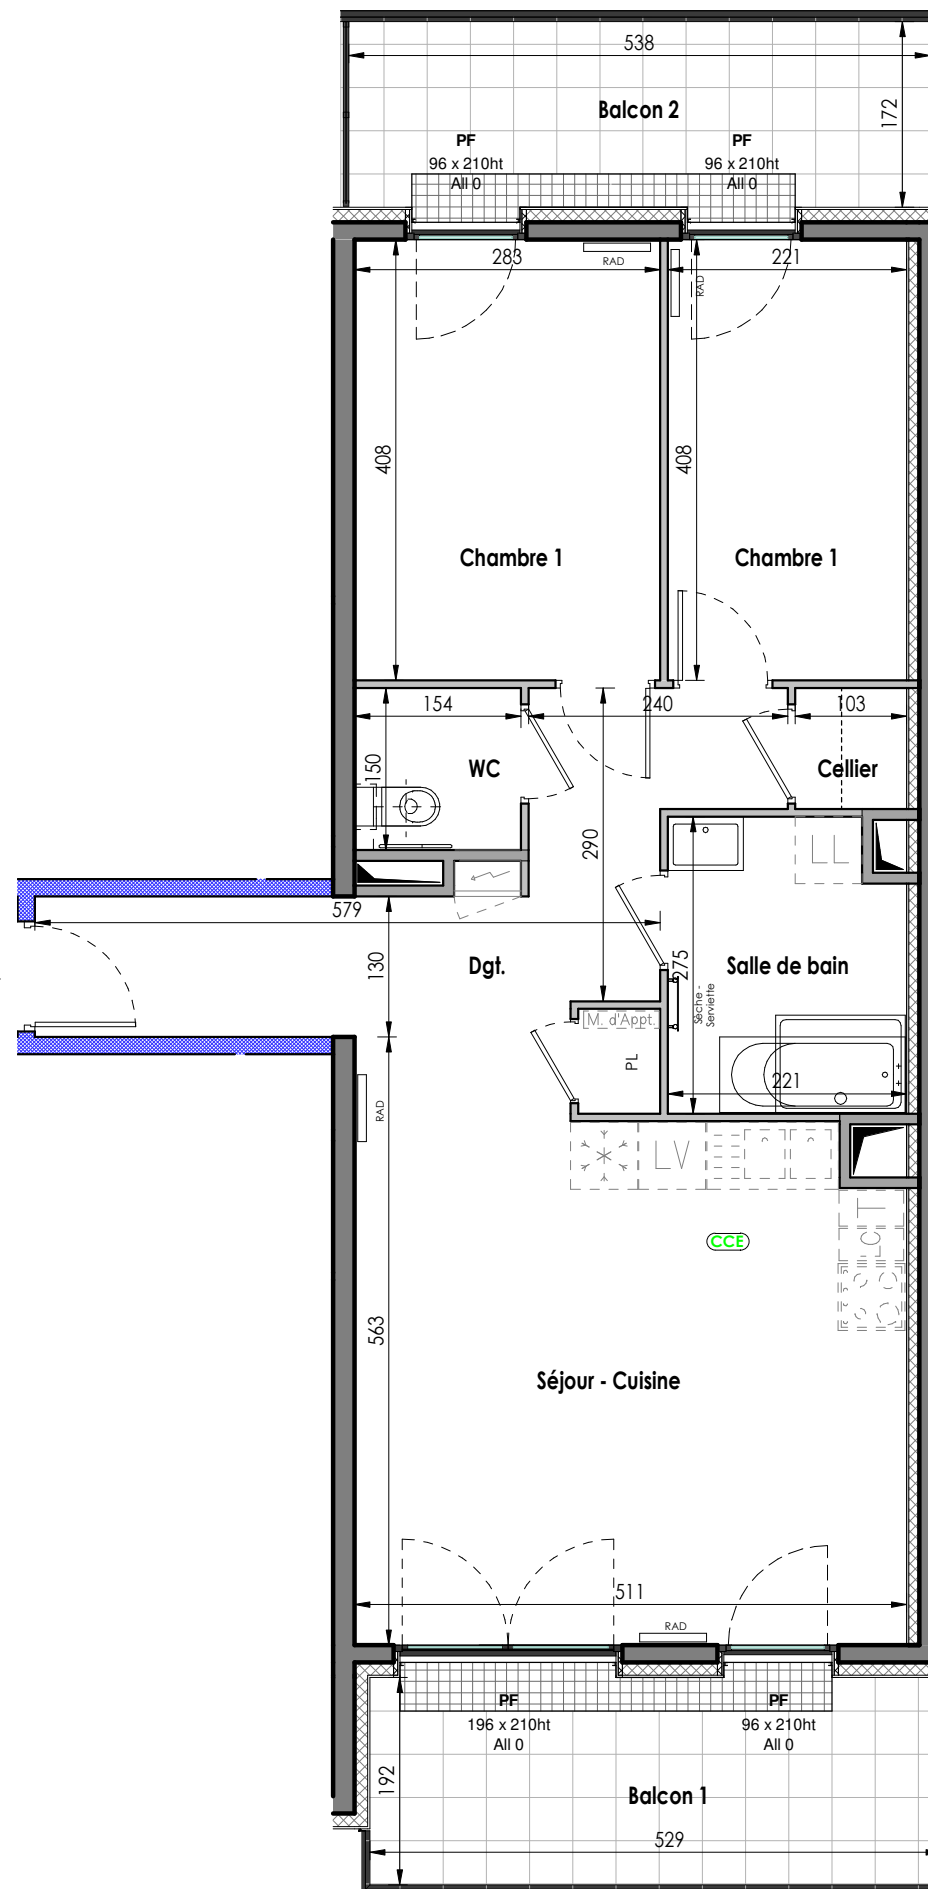 538
172
Balcon 2
PF
96 x 210ht
All 0
PF
96 x 210ht
All 0
283
RAD
221
RAD
408
408
Chambre 1
Chambre 1
154
240
103
150
WC
Cellier
290
LL
579
130
Dgt.
275
Salle de bain
Sèche -
Serviette
M. d'Appt.
PL
221
RAD
LV
T
LC
CCE
563
Séjour - Cuisine
511
RAD
PF
196 x 210ht
All 0
PF
96 x 210ht
All 0
192
Balcon 1
529